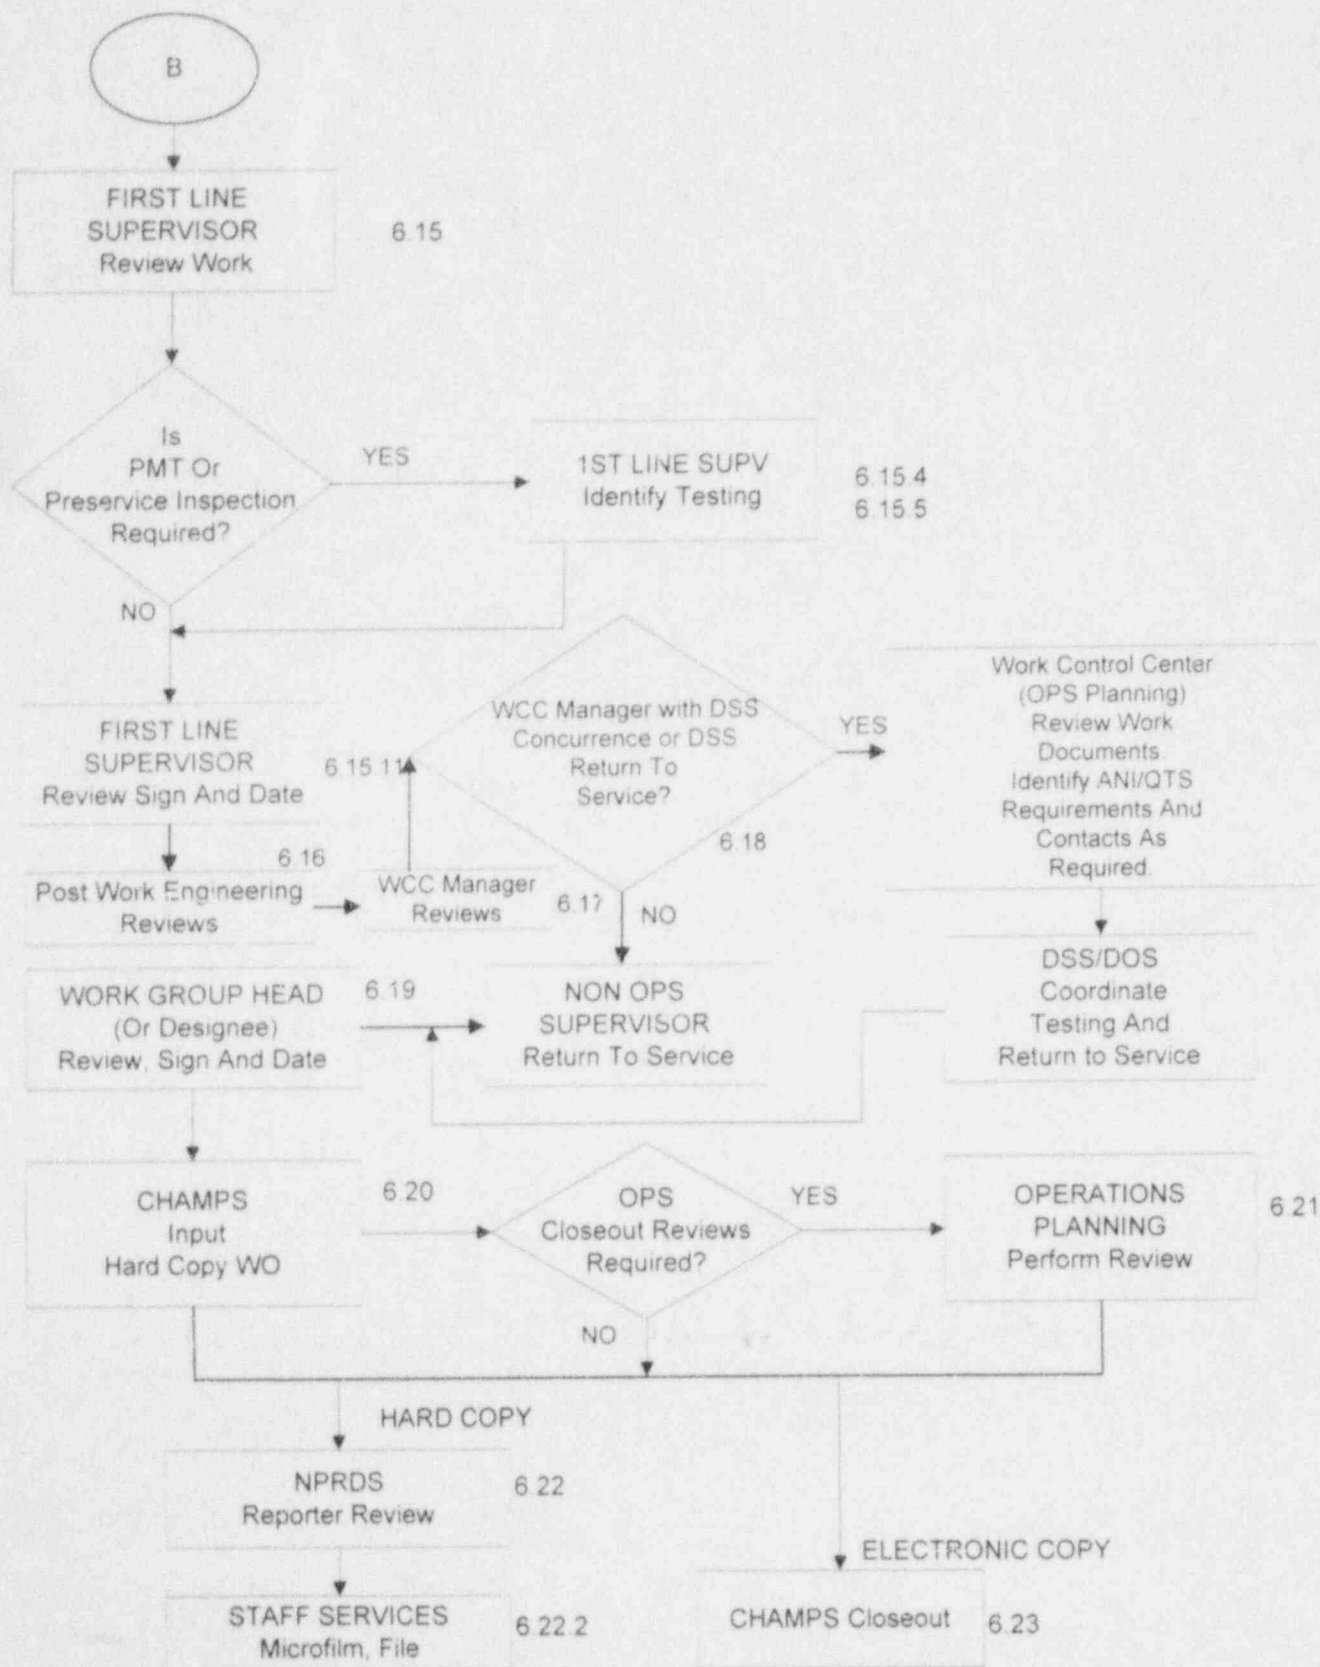 B
FIRST LINE
SUPERVISOR
Review Work
6.15
Is
PMT Or
Preservice Inspection
Required?
YES
1ST LINE SUPV
Identify Testing
6.15.4
6.15.5
NO
FIRST LINE
SUPERVISOR
Review Sign And Date
6.15.11
WCC Manager with DSS
Concurrence or DSS
Return To
Service?
YES
Work Control Center
(OPS Planning)
Review Work
Documents.
Identify ANI/QTS
Requirements And
Contacts As
Required.
6.18
6.16
Post Work Engineering
Reviews
WCC Manager
Reviews
6.17
NO
WORK GROUP HEAD
(Or Designee)
Review, Sign And Date
6.19
NON OPS
SUPERVISOR
Return To Service
DSS/DOS
Coordinate
Testing And
Return to Service
CHAMPS
Input
Hard Copy WO
6.20
OPS
Closeout Reviews
Required?
YES
OPERATIONS
PLANNING
Perform Review
6.21
NO
HARD COPY
NPRDS
Reporter Review
6.22
ELECTRONIC COPY
STAFF SERVICES
Microfilm, File
6.22.2
CHAMPS Closeout
6.23